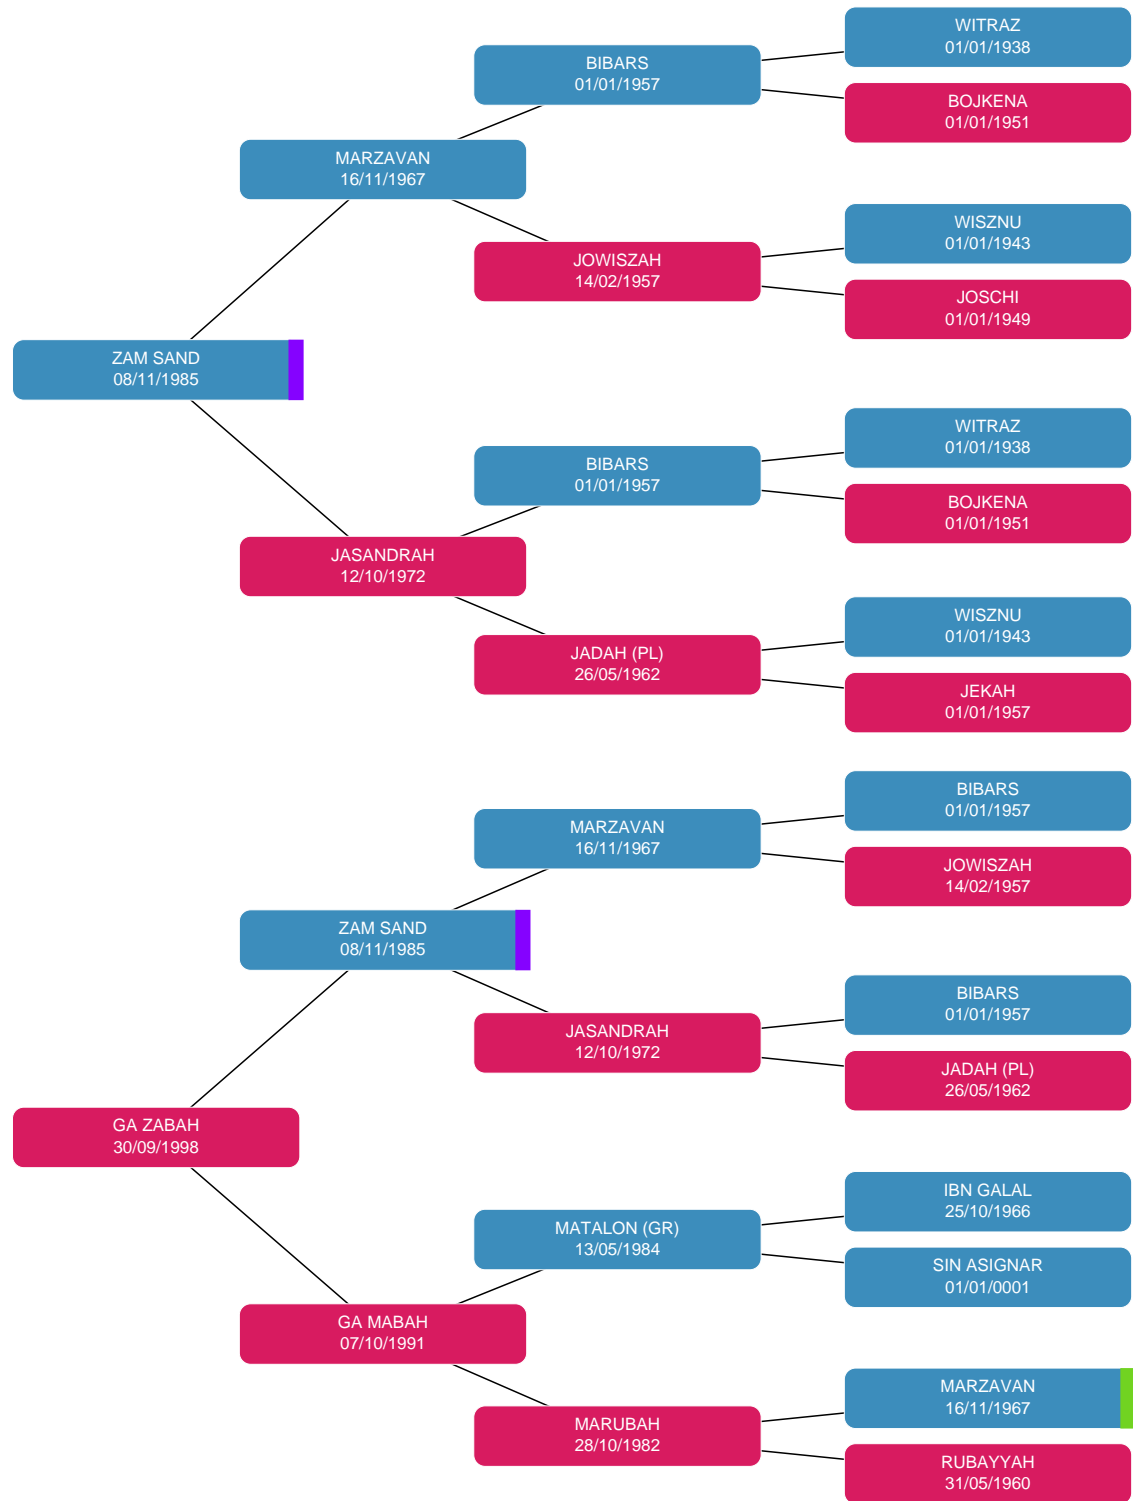 WITRAZ
01/01/1938
BIBARS
01/01/1957
BOJKENA
01/01/1951
MARZAVAN
16/11/1967
WISZNU
01/01/1943
JOWISZAH
14/02/1957
JOSCHI
01/01/1949
ZAM SAND
08/11/1985
WITRAZ
01/01/1938
BIBARS
01/01/1957
BOJKENA
01/01/1951
JASANDRAH
12/10/1972
WISZNU
01/01/1943
JADAH (PL)
26/05/1962
JEKAH
01/01/1957
BIBARS
01/01/1957
MARZAVAN
16/11/1967
JOWISZAH
14/02/1957
ZAM SAND
08/11/1985
BIBARS
01/01/1957
JASANDRAH
12/10/1972
JADAH (PL)
26/05/1962
GA ZABAH
30/09/1998
IBN GALAL
25/10/1966
MATALON (GR)
13/05/1984
SIN ASIGNAR
01/01/0001
GA MABAH
07/10/1991
MARZAVAN
16/11/1967
MARUBAH
28/10/1982
RUBAYYAH
31/05/1960